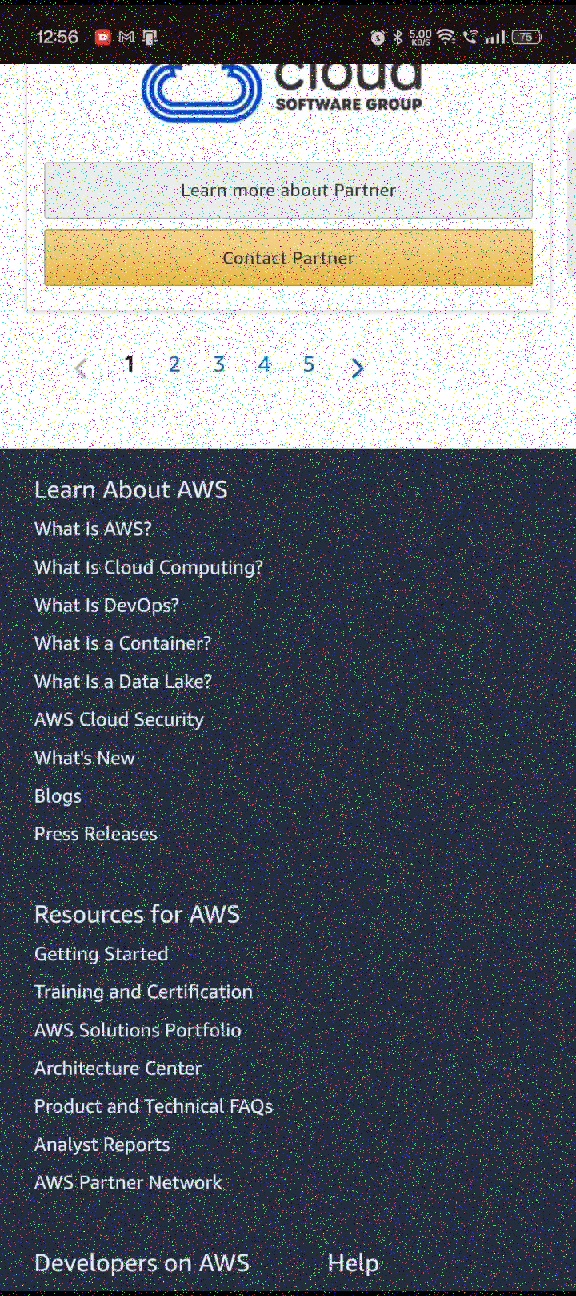 12:56 5.00 KB/S 75
cloud
SOFTWARE GROUP
Learn more about Partner
Contact Partner
1 2 3 4 5
Learn About AWS
What Is AWS?
What Is Cloud Computing?
What Is DevOps?
What Is a Container?
What Is a Data Lake?
AWS Cloud Security
What's New
Blogs
Press Releases
Resources for AWS
Getting Started
Training and Certification
AWS Solutions Portfolio
Architecture Center
Product and Technical FAQs
Analyst Reports
AWS Partner Network
Developers on AWS Help